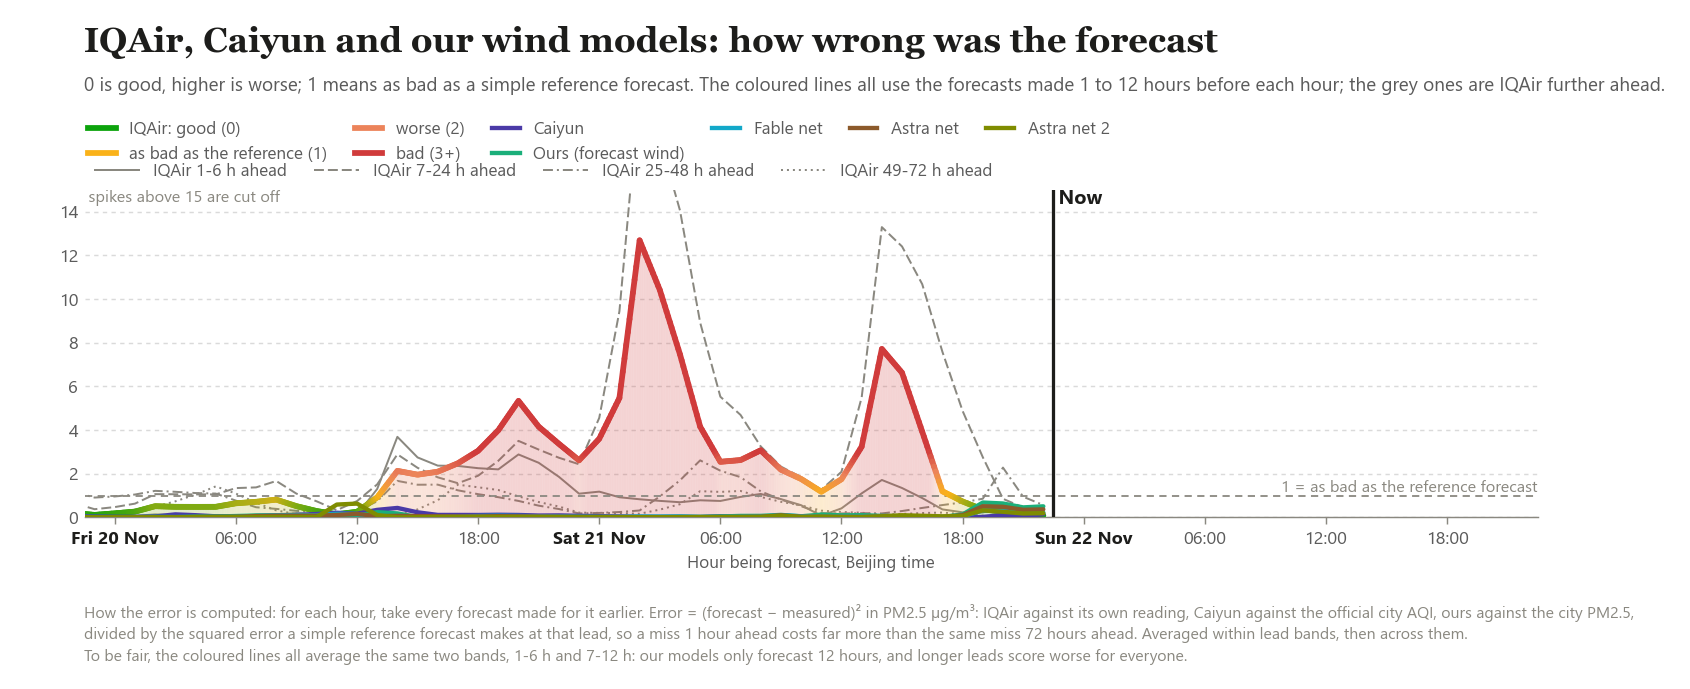 IQAir, Caiyun and our wind models: how wrong was the forecast
0 is good, higher is worse; 1 means as bad as a simple reference forecast. The coloured lines all use the forecasts made 1 to 12 hours before each hour; the grey ones are IQAir further ahead.
IQAir: good (0) worse (2) Caiyun Fable net Astra net Astra net 2
as bad as the reference (1) bad (3+) Ours (forecast wind)
IQAir 1-6 h ahead IQAir 7-24 h ahead IQAir 25-48 h ahead IQAir 49-72 h ahead
spikes above 15 are cut off
Now
14
12
10
8
6
4
2
1 = as bad as the reference forecast
0
Fri 20 Nov 06:00 12:00 18:00 Sat 21 Nov 06:00 12:00 18:00 Sun 22 Nov 06:00 12:00 18:00
Hour being forecast, Beijing time
How the error is computed: for each hour, take every forecast made for it earlier. Error = (forecast − measured)² in PM2.5 µg/m³: IQAir against its own reading, Caiyun against the official city AQI, ours against the city PM2.5,
divided by the squared error a simple reference forecast makes at that lead, so a miss 1 hour ahead costs far more than the same miss 72 hours ahead. Averaged within lead bands, then across them.
To be fair, the coloured lines all average the same two bands, 1-6 h and 7-12 h: our models only forecast 12 hours, and longer leads score worse for everyone.